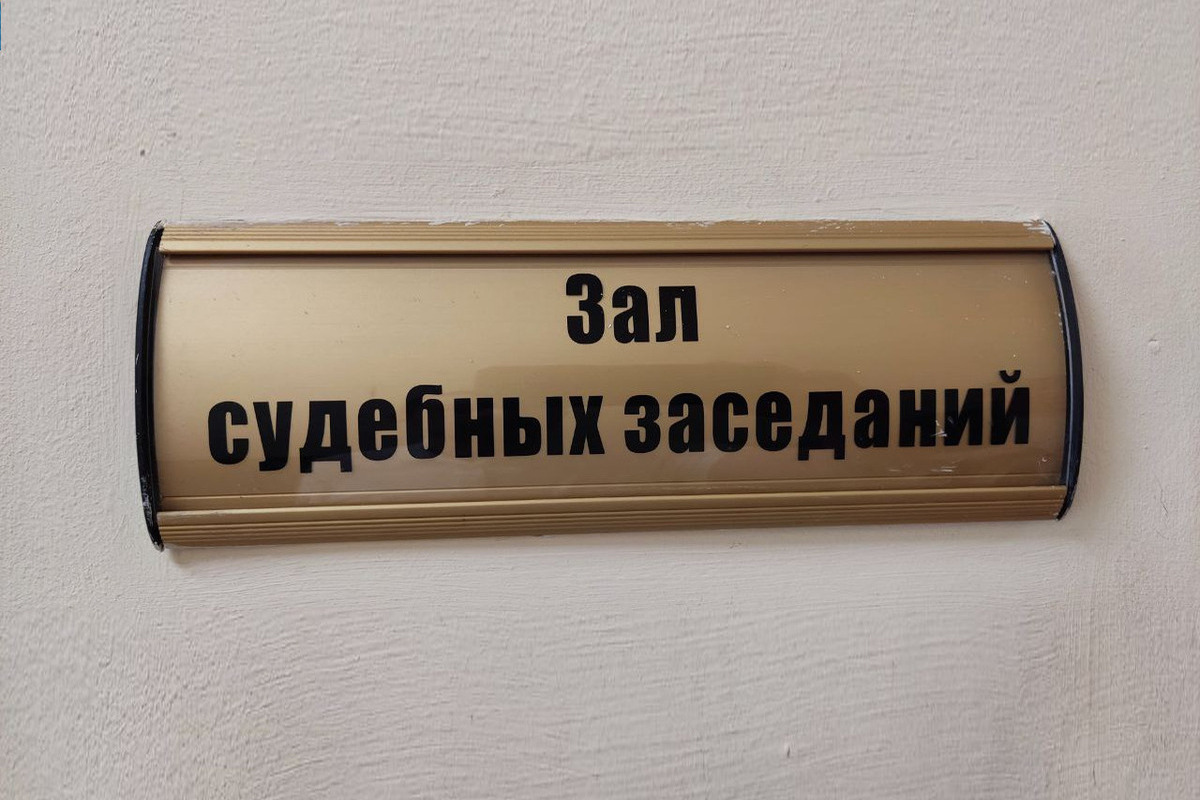 Зал
судебных заседаний